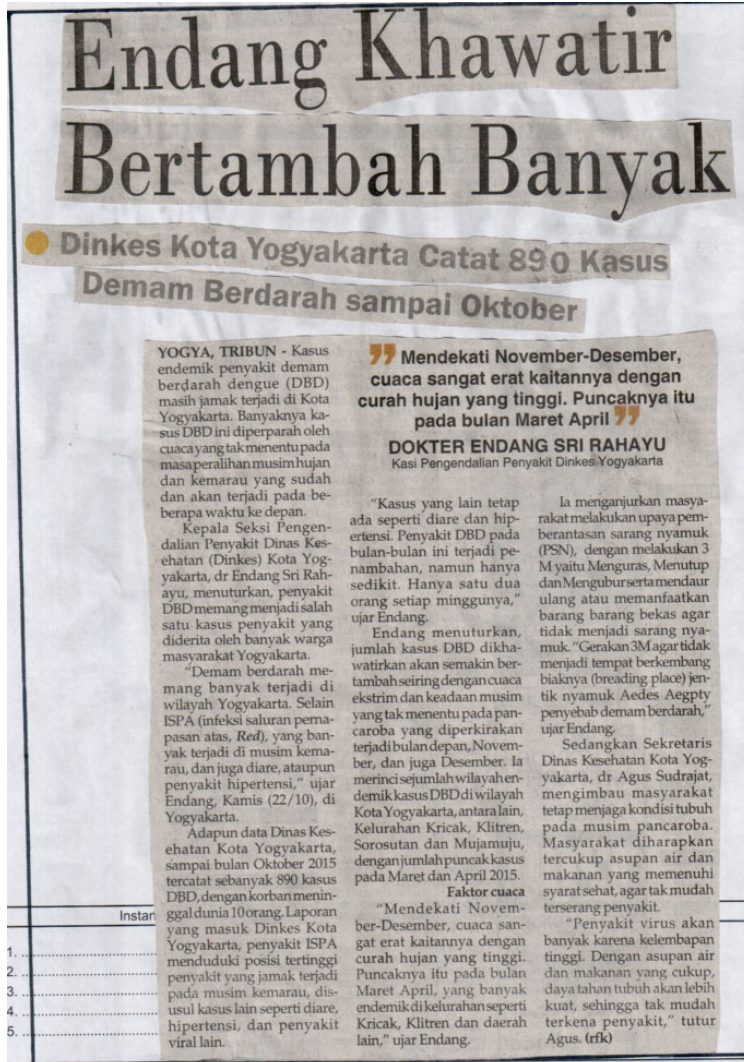 Endang Khawatir
Bertambah Banyak
Dinkes Kota Yogyakarta Catat 890 Kasus
Demam Berdarah sampai Oktober
YOGYA, TRIBUN - Kasus
endemik penyakit demam
berdarah dengue (DBD)
masih jamak terjadi di Kota
Yogyakarta. Banyaknya ka-
sus DBD ini diperparah oleh
cuaca yang tak menentu pada
masa peralihan musim hujan
dan kemarau yang sudah
dan akan terjadi pada be-
berapa waktu ke depan.
Kepala Seksi Pengen-
dalian Penyakit Dinas Kes-
ehatan (Dinkes) Kota Yog-
yakarta, dr Endang Sri Rah-
ayu, menuturkan, penyakit
DBD memang menjadi salah
satu kasus penyakit yang
diderita oleh banyak warga
masyarakat Yogyakarta.
"Demam berdarah me-
mang banyak terjadi di
wilayah Yogyakarta. Selain
ISPA (infeksi saluran perna-
pasan atas, Red), yang ban-
yak terjadi di musim kema-
rau, dan juga diare, ataupun
penyakit hipertensi," ujar
Endang, Kamis (22/10), di
Yogyakarta.
Adapun data Dinas Kes-
ehatan Kota Yogyakarta,
sampai bulan Oktober 2015
tercatat sebanyak 890 kasus
DBD, dengan korban menin-
ggal dunia 10 orang. Laporan
yang masuk Dinkes Kota
Yogyakarta, penyakit ISPA
menduduki posisi tertinggi
penyakit yang jamak terjadi
pada musim kemarau, dis-
usul kasus lain seperti diare,
hipertensi, dan penyakit
viral lain.
Mendekati November-Desember,
cuaca sangat erat kaitannya dengan
curah hujan yang tinggi. Puncaknya itu
pada bulan Maret April
DOKTER ENDANG SRI RAHAYU
Kasi Pengendalian Penyakit Dinkes Yogyakarta
"Kasus yang lain tetap
ada seperti diare dan hip-
ertensi. Penyakit DBD pada
bulan-bulan ini terjadi pe-
nambahan, namun hanya
sedikit. Hanya satu dua
orang setiap minggunya,"
ujar Endang.
Endang menuturkan,
jumlah kasus DBD dikha-
watirkan akan semakin ber-
tambah seiring dengan cuaca
ekstrim dan keadaan musim
yang tak menentu pada pan-
caroba yang diperkirakan
terjadi bulan depan, Novem-
ber, dan juga Desember. Ia
merinci sejumlah wilayah en-
demik kasus DBD di wilayah
Kota Yogyakarta, antara lain,
Kelurahan Kricak, Klitren,
Sorosutan dan Mujamuju,
dengan jumlah puncak kasus
pada Maret dan April 2015.
Faktor cuaca
"Mendekati Novem-
ber-Desember, cuaca san-
gat erat kaitannya dengan
curah hujan yang tinggi.
Puncaknya itu pada bulan
Maret April, yang banyak
endemik di kelurahan seperti
Kricak, Klitren dan daerah
lain," ujar Endang.
Ia menganjurkan masya-
rakat melakukan upaya pem-
berantasan sarang nyamuk
(PSN), dengan melakukan 3
M yaitu Menguras, Menutup
dan Mengubur serta mendaur
ulang atau memanfaatkan
barang barang bekas agar
tidak menjadi sarang nya-
muk. "Gerakan 3M agar tidak
menjadi tempat berkembang
biaknya (breading place) jen-
tik nyamuk Aedes Aegpty
penyebab demam berdarah,"
ujar Endang.
Sedangkan Sekretaris
Dinas Kesehatan Kota Yog-
yakarta, dr Agus Sudrajat,
mengimbau masyarakat
tetap menjaga kondisi tubuh
pada musim pancaroba.
Masyarakat diharapkan
tercukup asupan air dan
makanan yang memenuhi
syarat sehat, agar tak mudah
terserang penyakit.
"Penyakit virus akan
banyak karena kelembapan
tinggi. Dengan asupan air
dan makanan yang cukup,
daya tahan tubuh akan lebih
kuat, sehingga tak mudah
terkena penyakit," tutur
Agus. (rfk)
Instan
1.
2.
3.
4.
5.